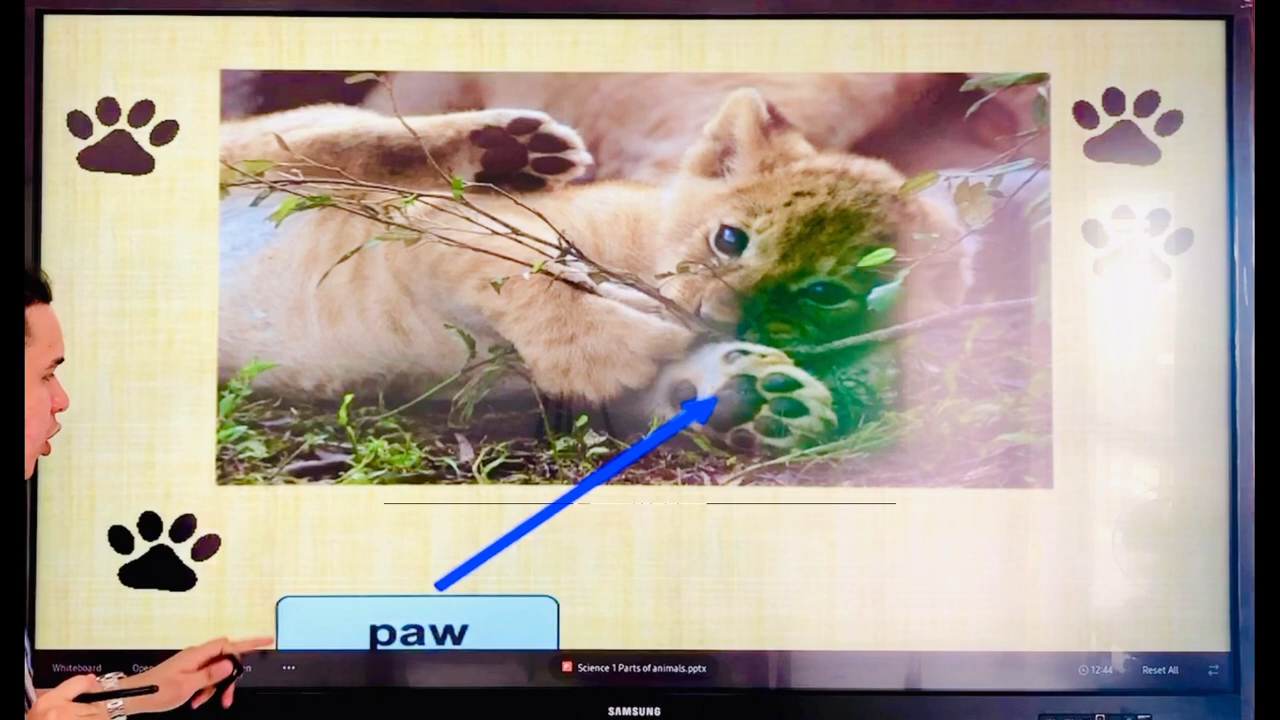 paw
Whiteboard
Science 1 Parts of animals.pptx
12:44
Reset All
SAMSUNG